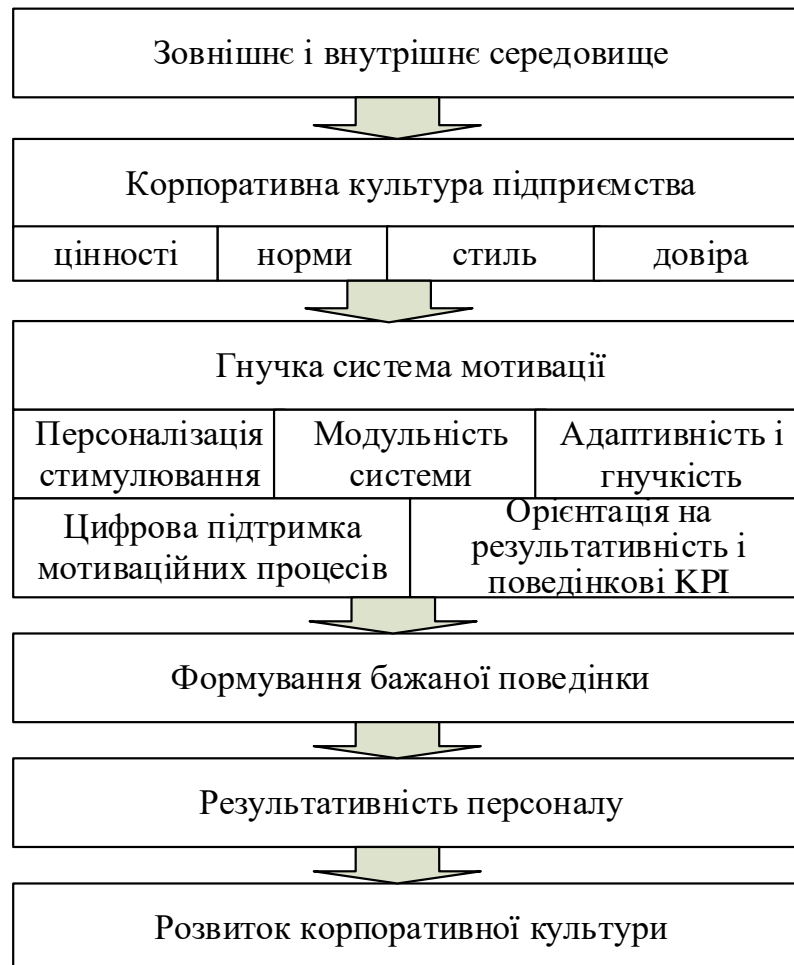 Зовнішнє і внутрішнє середовище
Корпоративна культура підприємства
цінності
норми
стиль
довіра
Гнучка система мотивації
Персоналізація
стимулювання
Модульність
системи
Адаптивність і
гнучкість
Цифрова підтримка
мотиваційних процесів
Орієнтація на
результативність і
поведінкові KPI
Формування бажаної поведінки
Результативність персоналу
Розвиток корпоративної культури